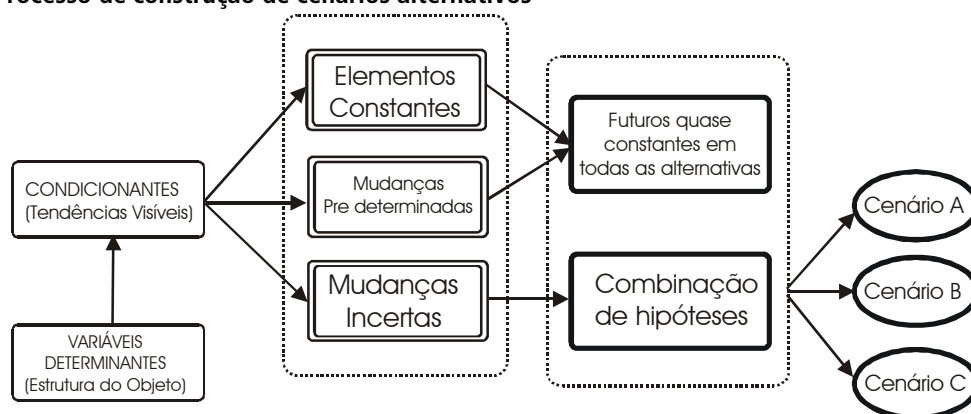 rocesso de construção de cenários alternativos
Elementos
Constantes
Mudanças
Pre determinadas
Mudanças
Incertas
Futuros quase
constantes em
todas as alternativas
Combinação
de hipóteses
CONDICIONANTES
(Tendências Visíveis)
VARIÁVEIS
DETERMINANTES
(Estrutura do Objeto)
Cenário A
Cenário B
Cenário C